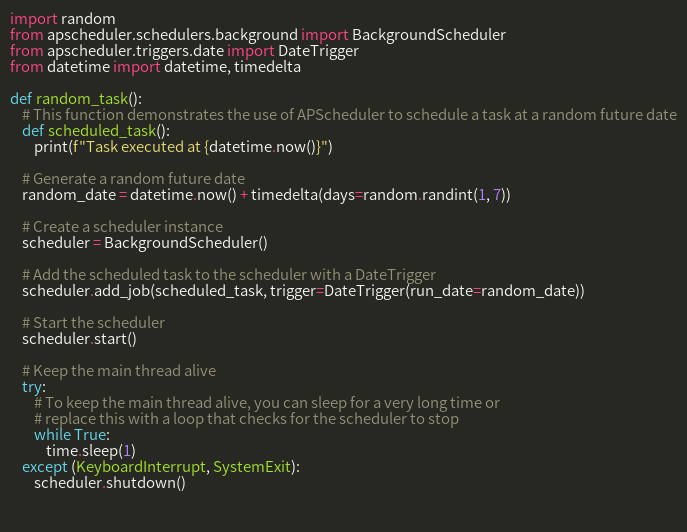 import random
from apscheduler.schedulers.background import BackgroundScheduler
from apscheduler.triggers.date import DateTrigger
from datetime import datetime, timedelta

def random_task():
    # This function demonstrates the use of APScheduler to schedule a task at a random future date
    def scheduled_task():
        print(f"Task executed at {datetime.now()}")

    # Generate a random future date
    random_date = datetime.now() + timedelta(days=random.randint(1, 7))

    # Create a scheduler instance
    scheduler = BackgroundScheduler()

    # Add the scheduled task to the scheduler with a DateTrigger
    scheduler.add_job(scheduled_task, trigger=DateTrigger(run_date=random_date))

    # Start the scheduler
    scheduler.start()

    # Keep the main thread alive
    try:
        # To keep the main thread alive, you can sleep for a very long time or
        # replace this with a loop that checks for the scheduler to stop
        while True:
            time.sleep(1)
    except (KeyboardInterrupt, SystemExit):
        scheduler.shutdown()